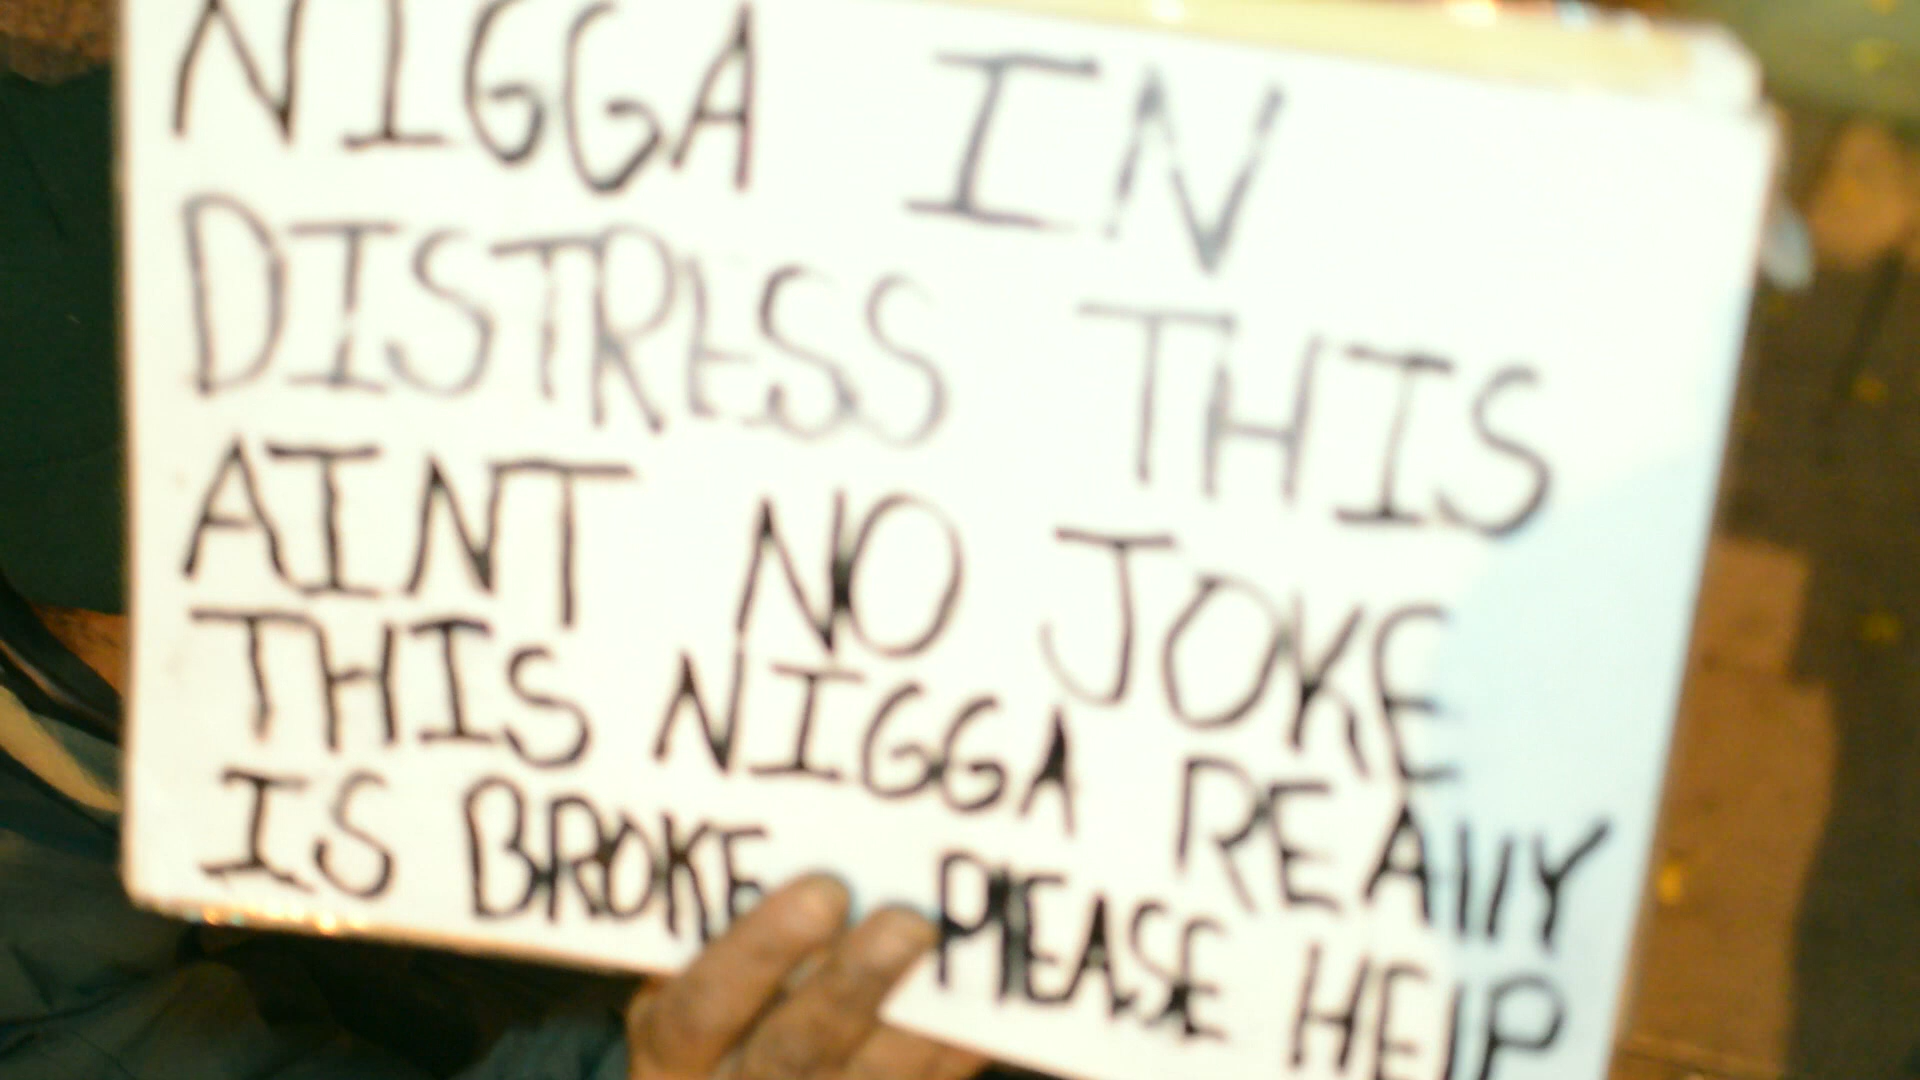 NIGGA IN
DISTRESS THIS
AINT NO JOKE
THIS NIGGA REAllY
IS BROKE PlEASE HElP